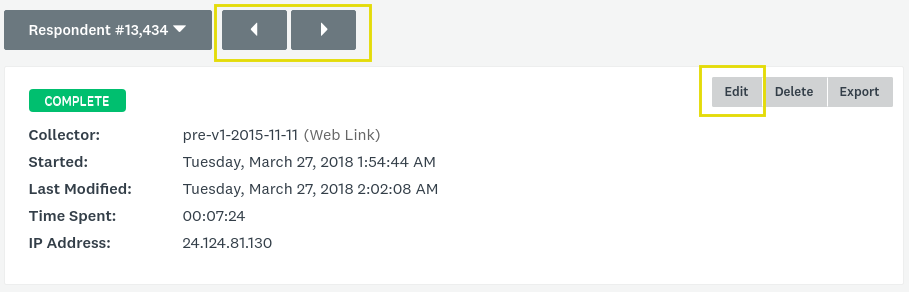 Respondent #13,434
Edit Delete Export
COMPLETE
Collector: pre-v1-2015-11-11 (Web Link)
Started: Tuesday, March 27, 2018 1:54:44 AM
Last Modified: Tuesday, March 27, 2018 2:02:08 AM
Time Spent: 00:07:24
IP Address: 24.124.81.130